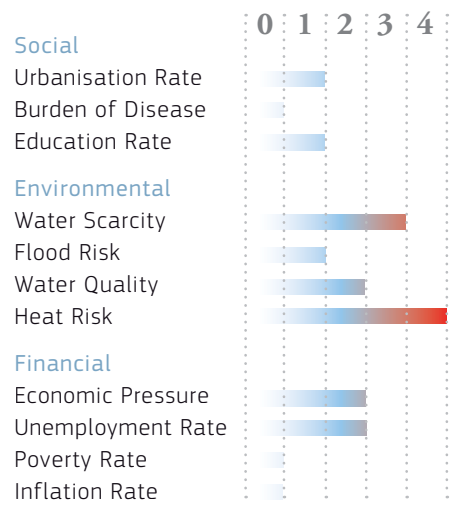 0 1 2 3 4
Social
Urbanisation Rate
Burden of Disease
Education Rate
Environmental
Water Scarcity
Flood Risk
Water Quality
Heat Risk
Financial
Economic Pressure
Unemployment Rate
Poverty Rate
Inflation Rate